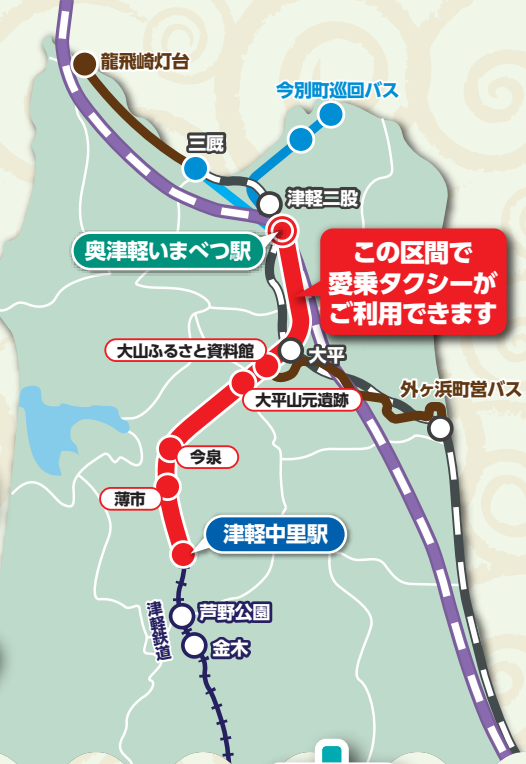 龍飛崎灯台
今別町巡回バス
三厩
津軽二股
奥津軽いまべつ駅
この区間で
愛乗タクシーが
ご利用できます
大山ふるさと資料館
大平
大平山元遺跡
外ヶ浜町営バス
今泉
薄市
津軽中里駅
津軽鉄道
芦野公園
金木